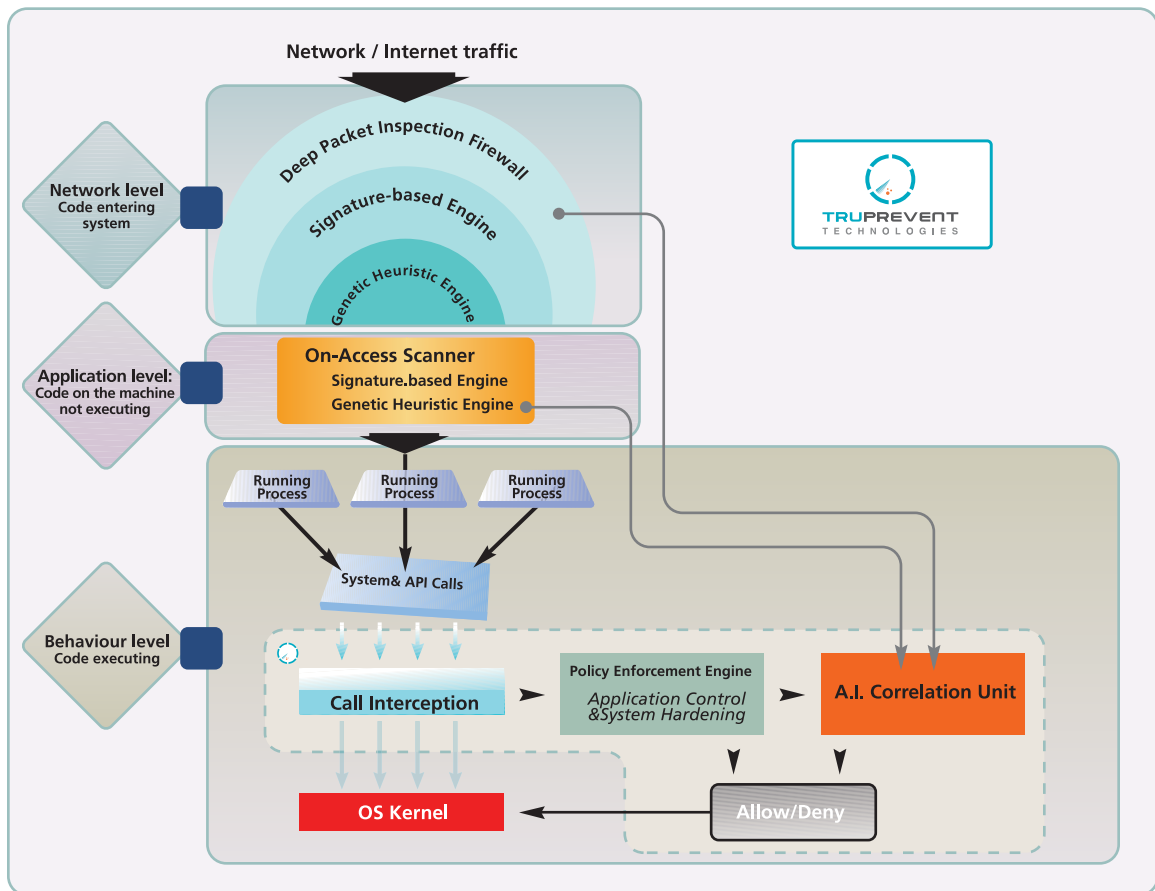 Network / Internet traffic
Deep Packet Inspection Firewall
Signature-based Engine
Genetic Heuristic Engine
Network level
Code entering
system
TRUPREVENT
TECHNOLOGIES
Application level:
Code on the machine
not executing
On-Access Scanner
Signature.based Engine
Genetic Heuristic Engine
Running
Process
Running
Process
Running
Process
System& API Calls
Behaviour level
Code executing
Call Interception
Policy Enforcement Engine
Application Control
&System Hardening
A.I. Correlation Unit
OS Kernel
Allow/Deny